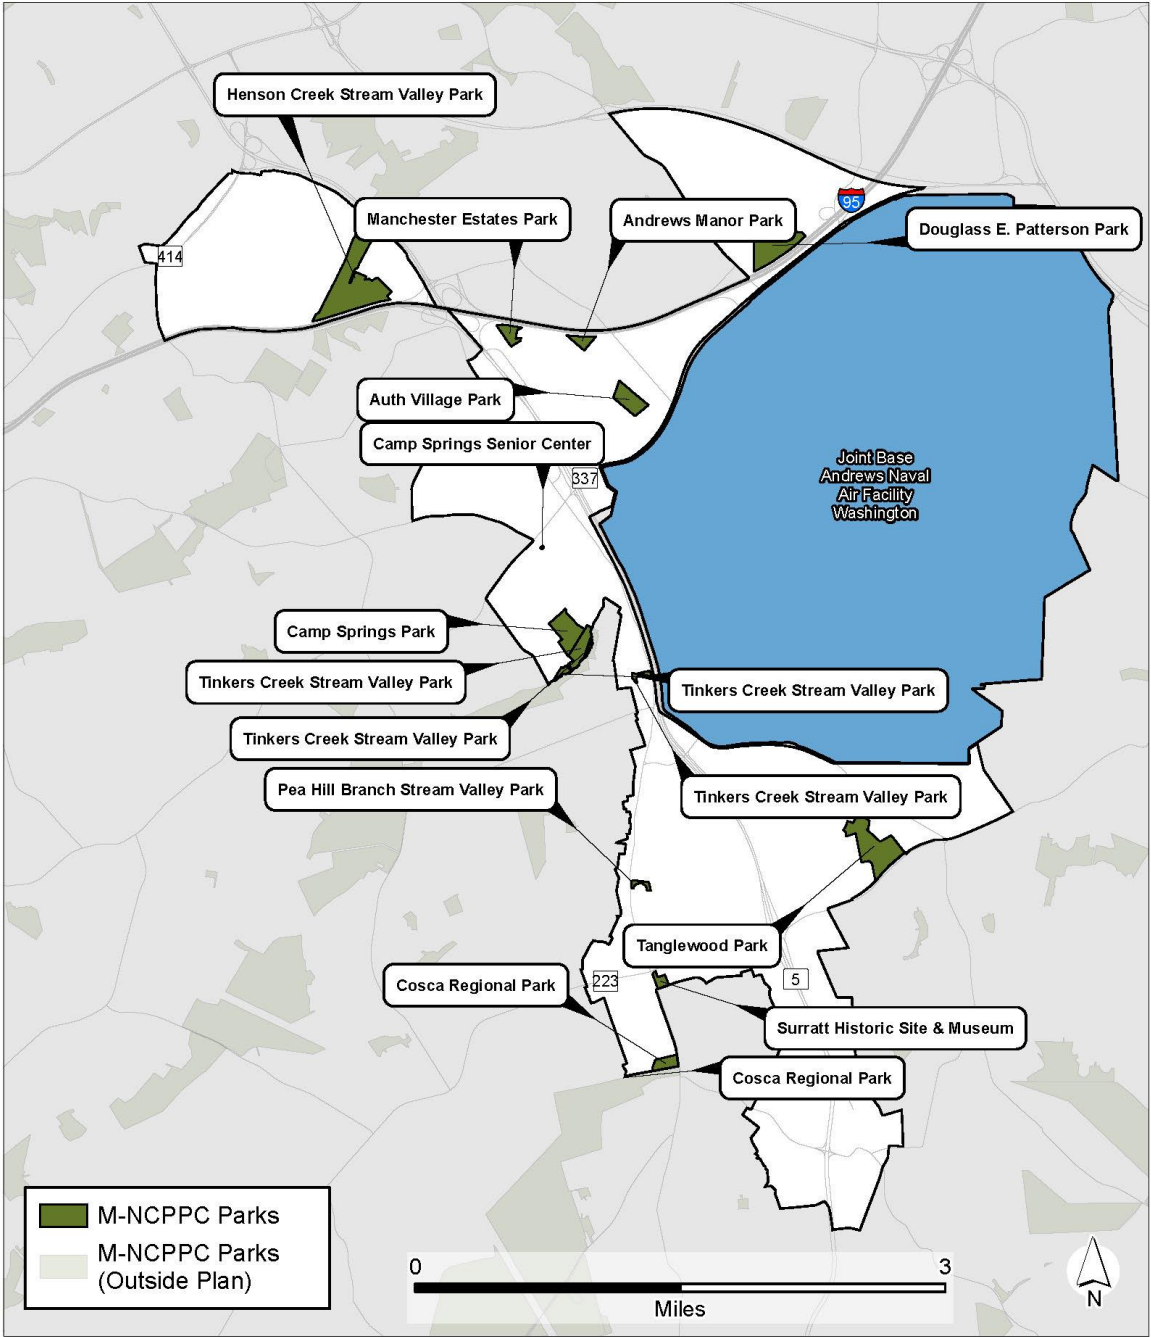 Henson Creek Stream Valley Park
95
Manchester Estates Park
Andrews Manor Park
Douglass E. Patterson Park
414
Auth Village Park
Camp Springs Senior Center
337
Joint Base
Andrews Naval
Air Facility
Washington
Camp Springs Park
Tinkers Creek Stream Valley Park
Tinkers Creek Stream Valley Park
Tinkers Creek Stream Valley Park
Pea Hill Branch Stream Valley Park
Tinkers Creek Stream Valley Park
Tanglewood Park
Cosca Regional Park
223
5
Surratt Historic Site & Museum
Cosca Regional Park
M-NCPPC Parks
M-NCPPC Parks
(Outside Plan)
0 3
Miles
N